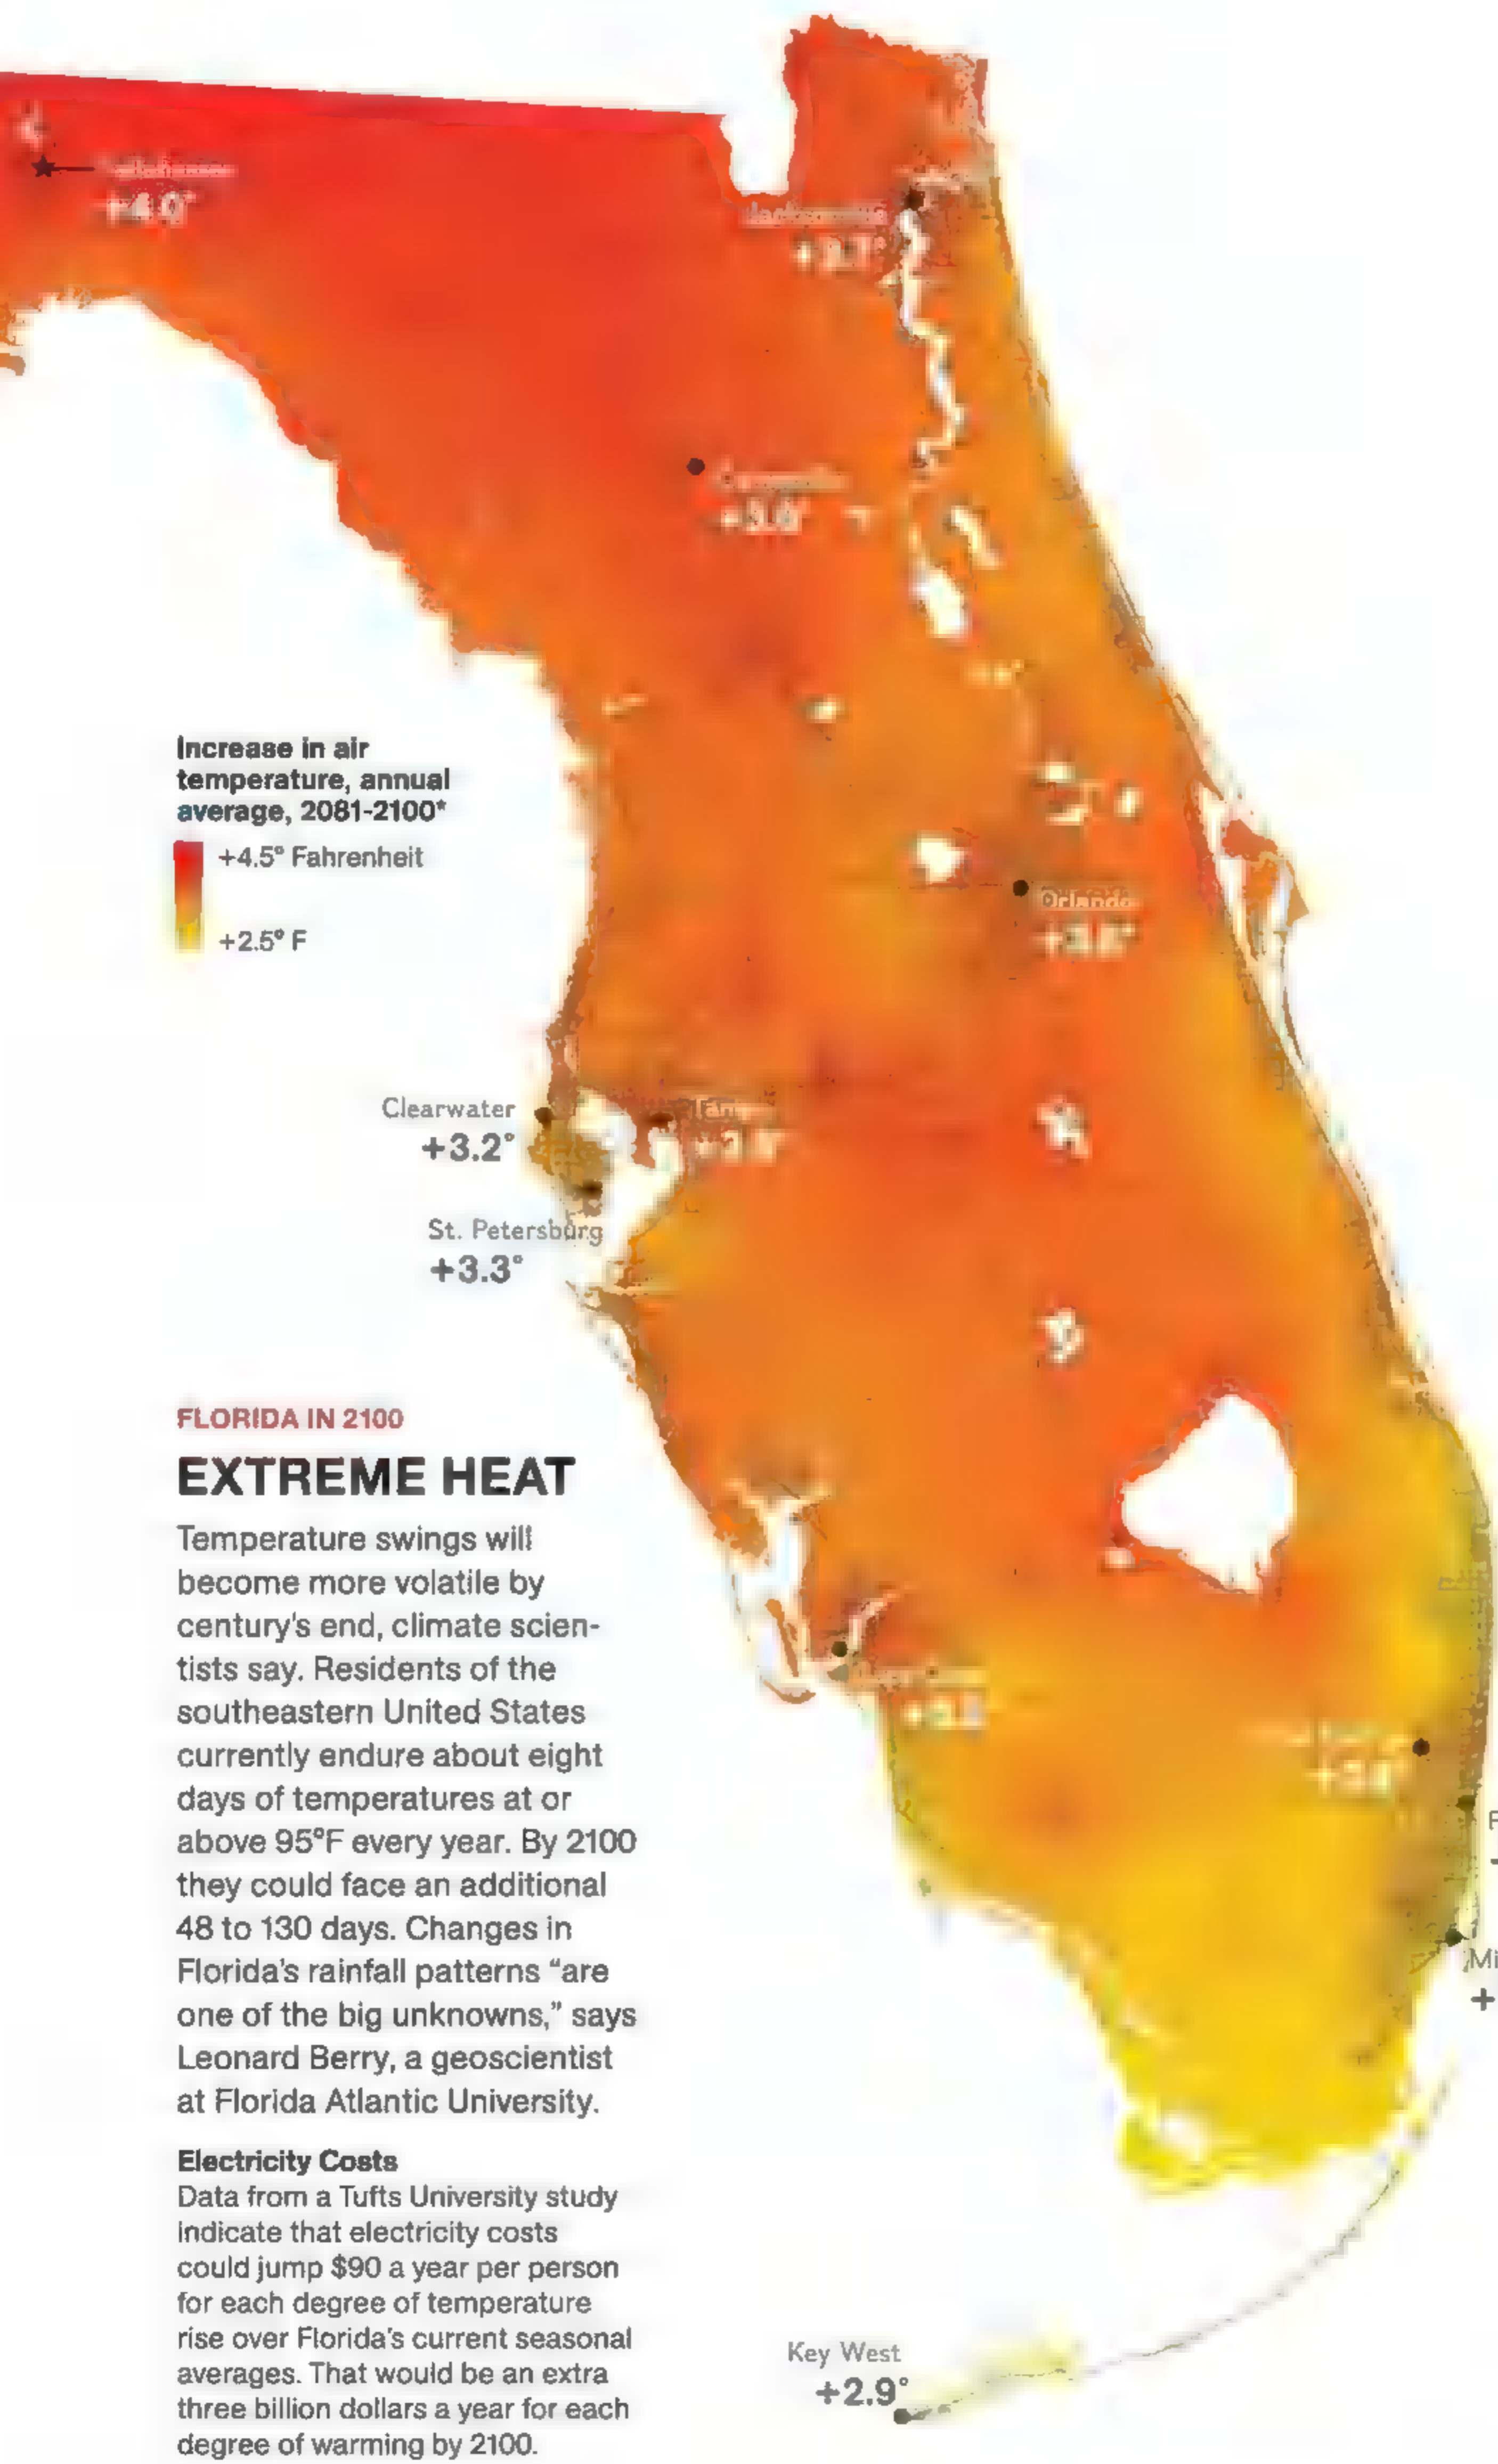 +4.0°
Increase in air
temperature, annual
average, 2081-2100*
+4.5° Fahrenheit
+2.5° F
Orlando
Clearwater
+3.2°
St. Petersburg
+3.3°
FLORIDA IN 2100
EXTREME HEAT
Temperature swings will
become more volatile by
century's end, climate scien-
tists say. Residents of the
southeastern United States
currently endure about eight
days of temperatures at or
above 95°F every year. By 2100
they could face an additional
48 to 130 days. Changes in
Florida's rainfall patterns “are
one of the big unknowns,” says
Leonard Berry, a geoscientist
at Florida Atlantic University.
Electricity Costs
Data from a Tufts University study
indicate that electricity costs
could jump $90 a year per person
for each degree of temperature
rise over Florida's current seasonal
averages. That would be an extra
three billion dollars a year for each
degree of warming by 2100.
Mi
+
Key West
+2.9°